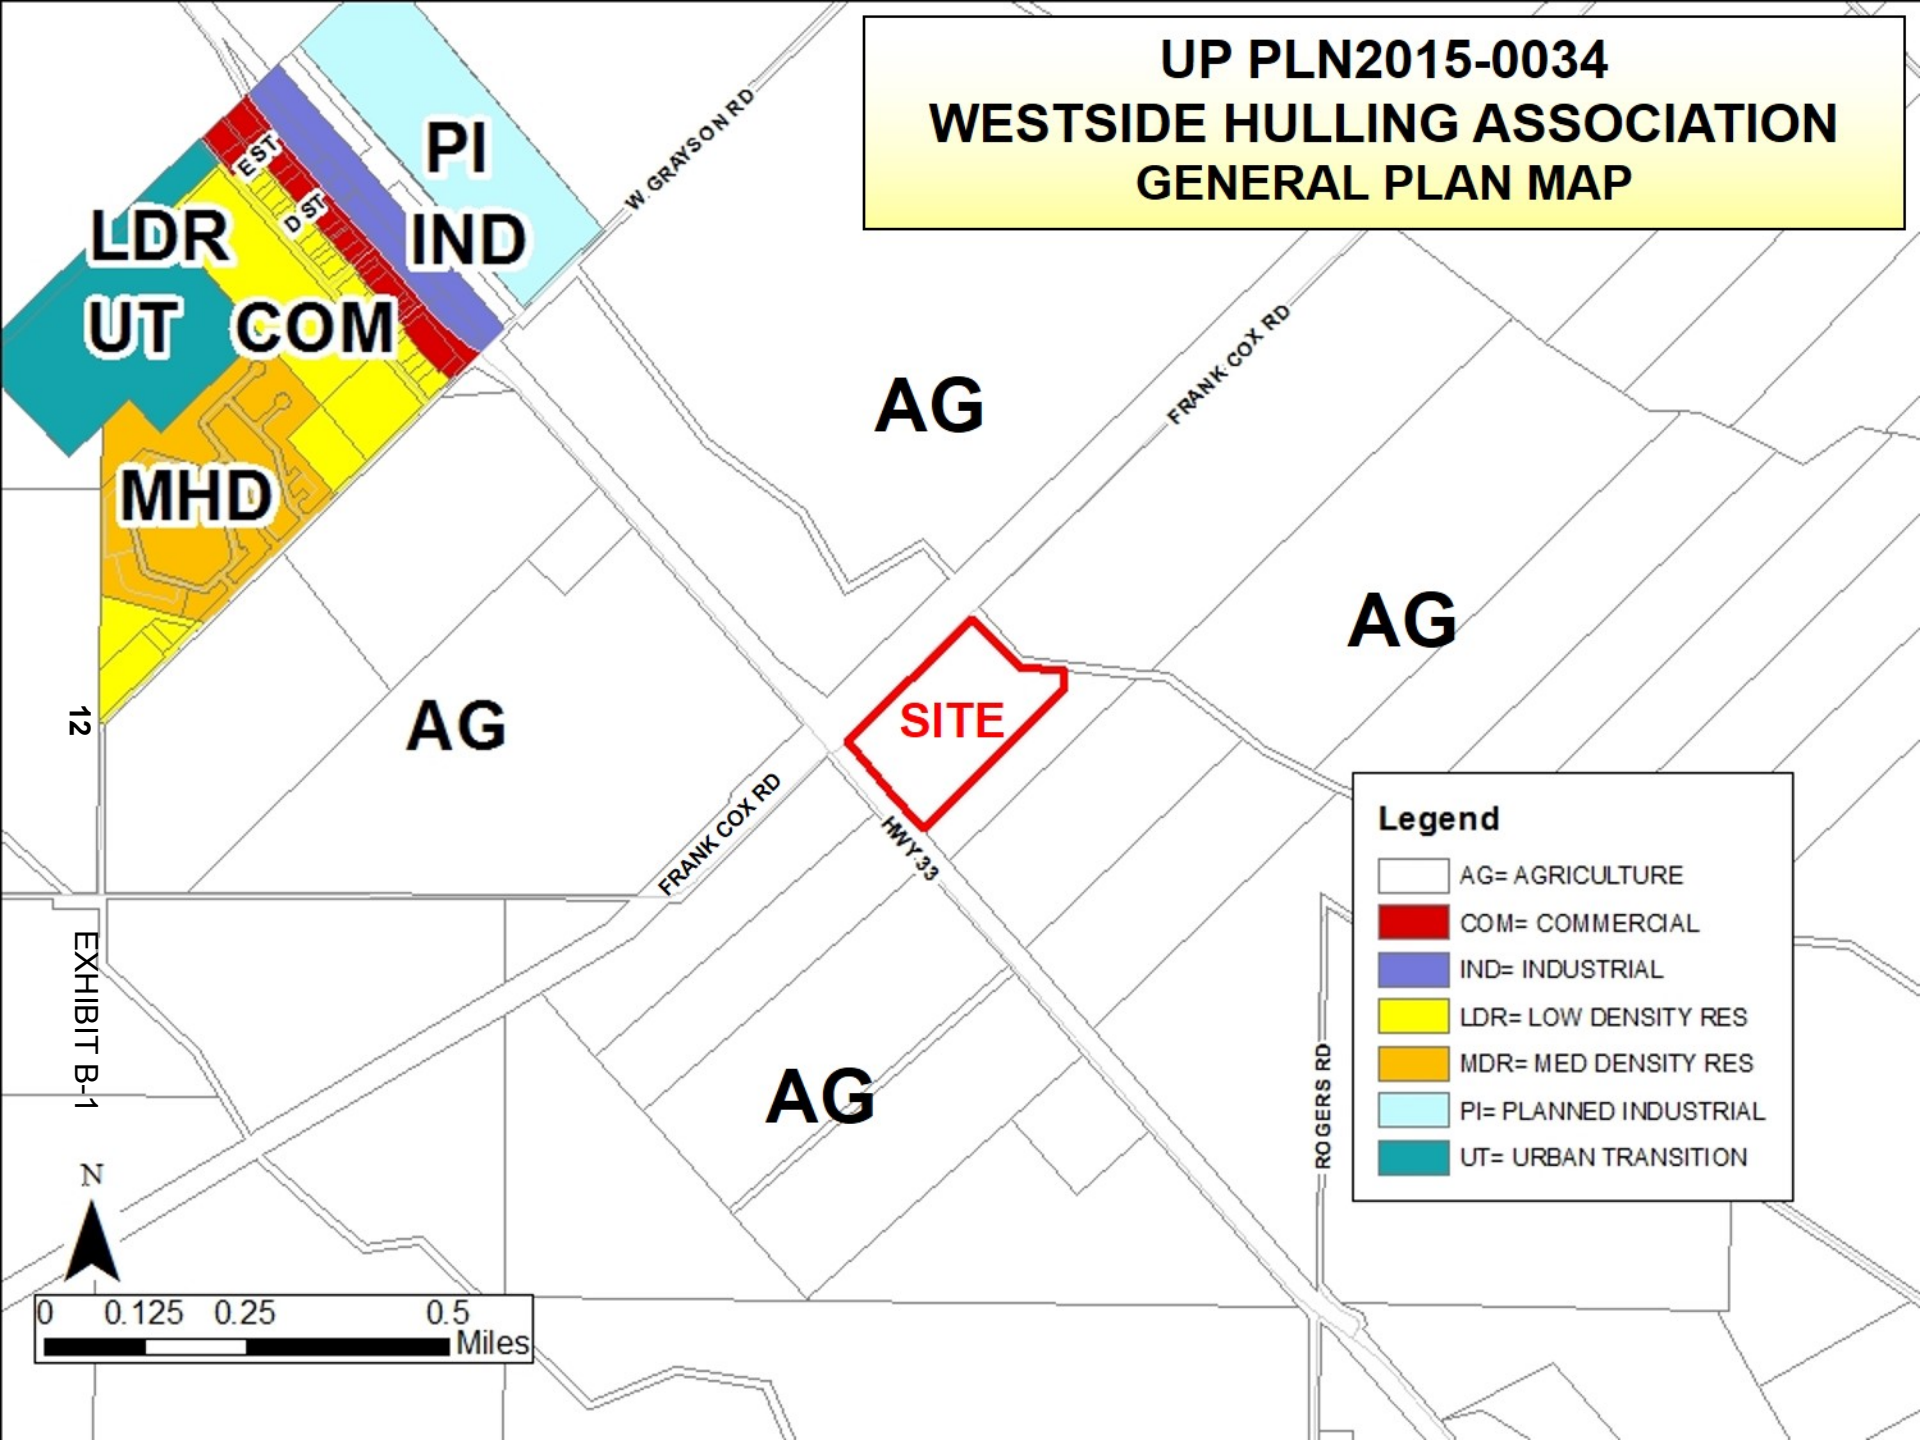 UP PLN2015-0034
WESTSIDE HULLING ASSOCIATION
GENERAL PLAN MAP
PI
IND
LDR
UT
COM
MHD
E ST
D ST
W. GRAYSON RD
FRANK COX RD
AG
AG
AG
AG
SITE
FRANK COX RD
HWY 33
ROGERS RD
12
EXHIBIT B-1
Legend
AG= AGRICULTURE
COM= COMMERCIAL
IND= INDUSTRIAL
LDR= LOW DENSITY RES
MDR= MED DENSITY RES
PI= PLANNED INDUSTRIAL
UT= URBAN TRANSITION
N
0 0.125 0.25 0.5
Miles